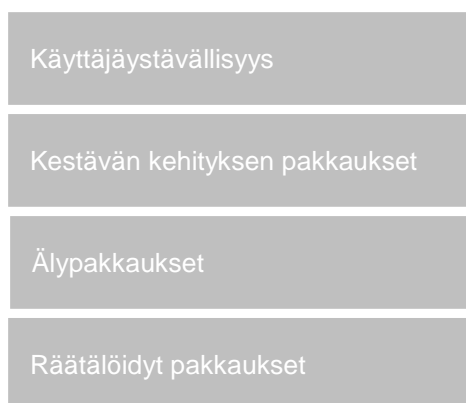 Käyttäjäystävällisyys
Kestävän kehityksen pakkaukset
Älypakkaukset
Räätälöidyt pakkaukset